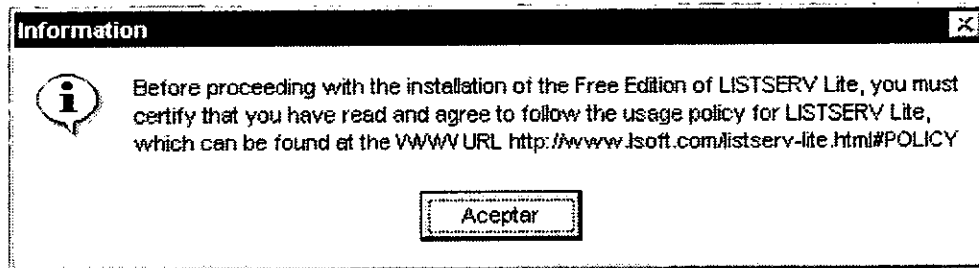 Information
Before proceeding with the installation of the Free Edition of LISTSERV Lite, you must
certify that you have read and agree to follow the usage policy for LISTSERV Lite,
which can be found at the WWW URL http://www.lsoft.com/listserv-lite.html#POLICY
Aceptar